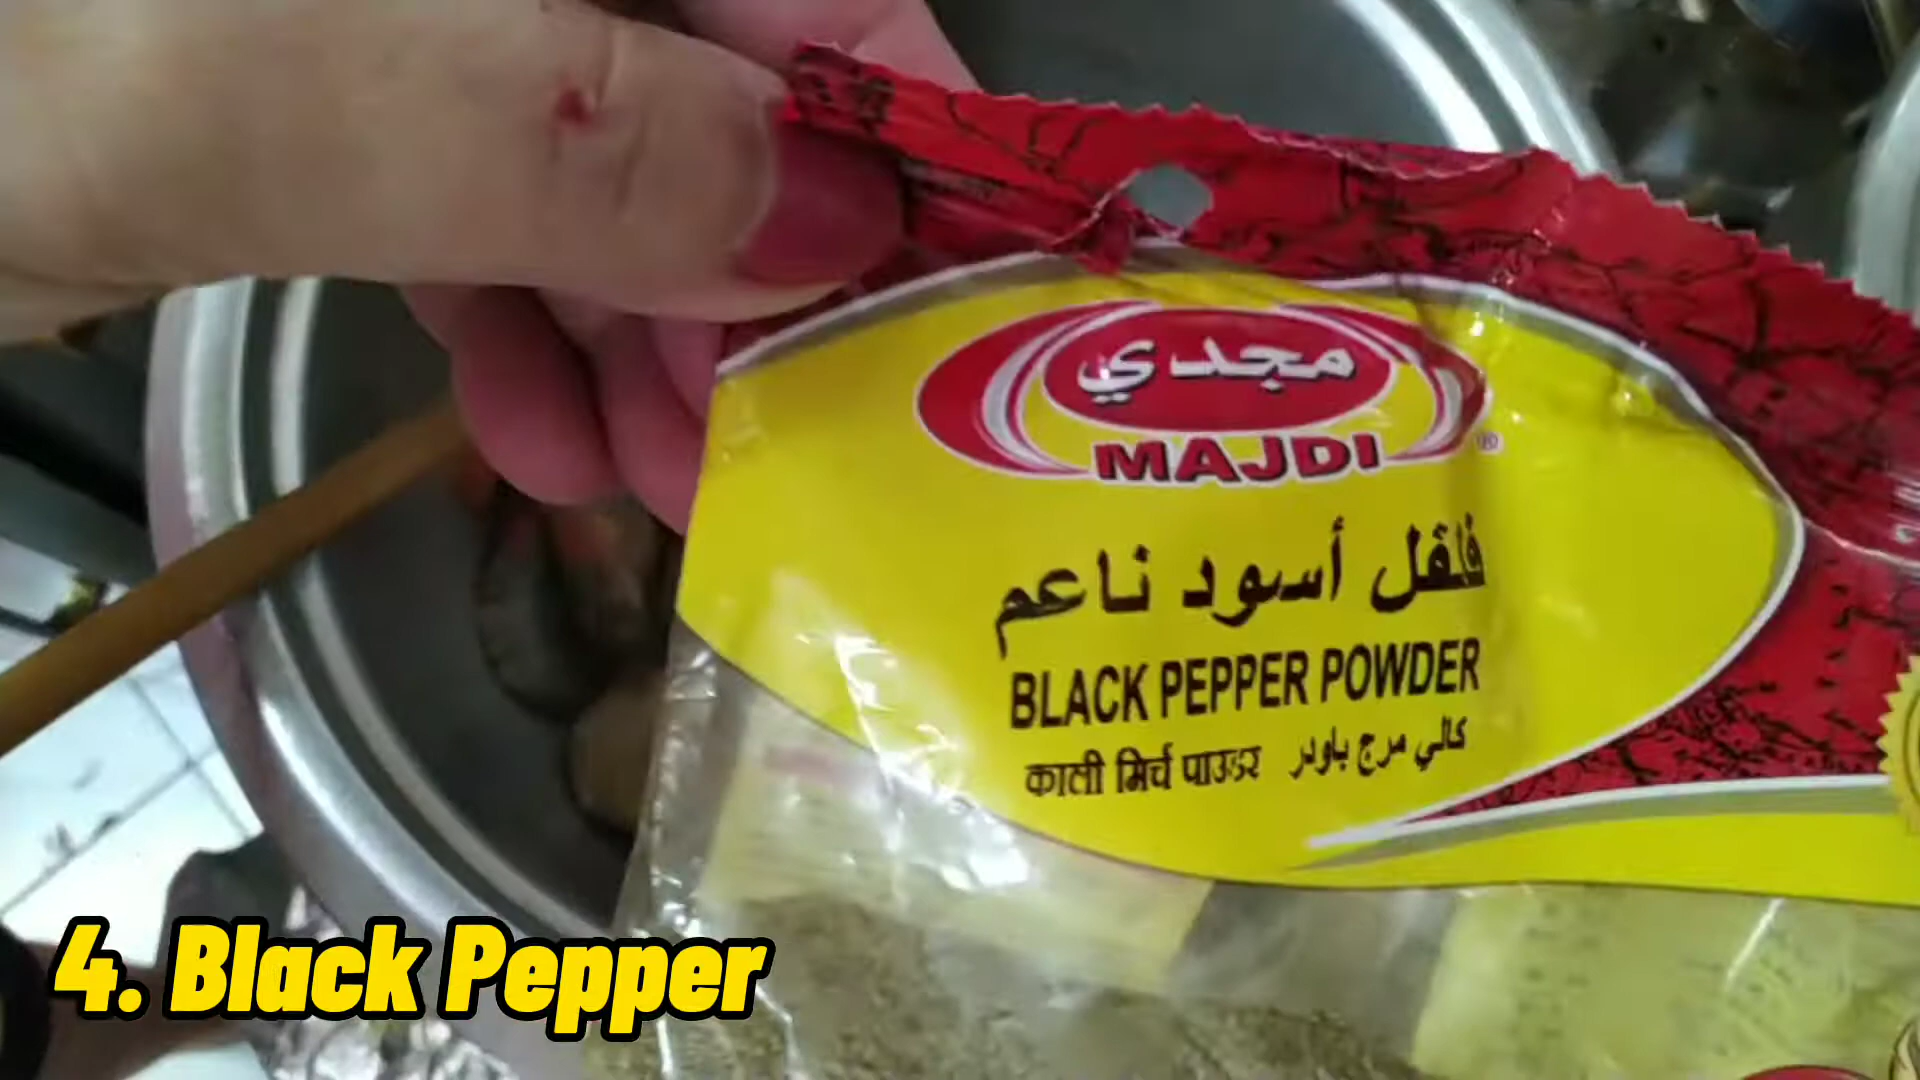 مجدي
MAJDI
®
فلفل أسود ناعم
BLACK PEPPER POWDER
काली मिर्च पाउडर كالي مرج باودر
4. Black Pepper